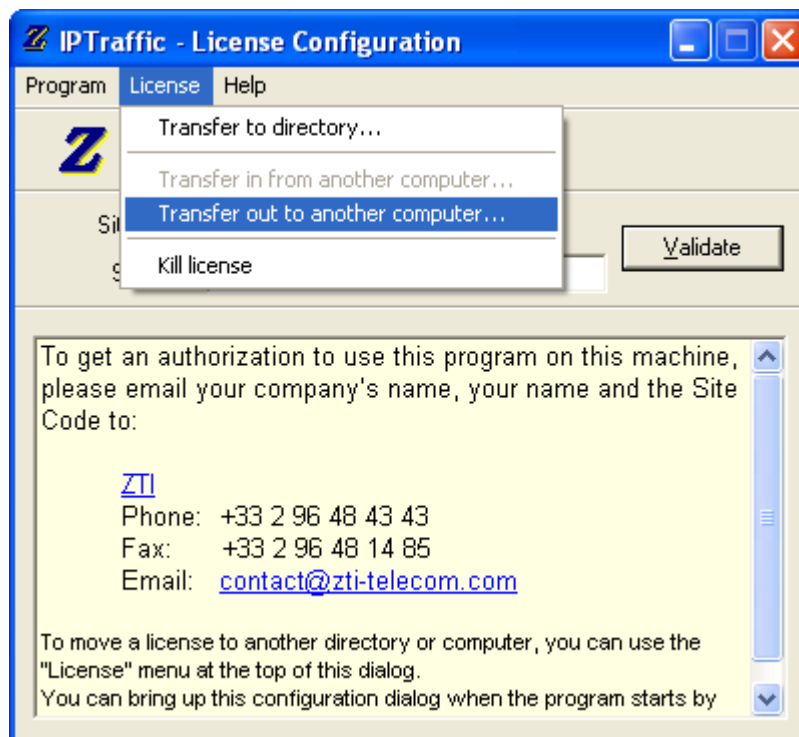 IPTraffic - License Configuration
Program License Help
Transfer to directory...
Transfer in from another computer...
Transfer out to another computer...
Kill license
Validate
To get an authorization to use this program on this machine,
please email your company's name, your name and the Site
Code to:
ZTI
Phone: +33 2 96 48 43 43
Fax: +33 2 96 48 14 85
Email: contact@zti-telecom.com
To move a license to another directory or computer, you can use the
"License" menu at the top of this dialog.
You can bring up this configuration dialog when the program starts by